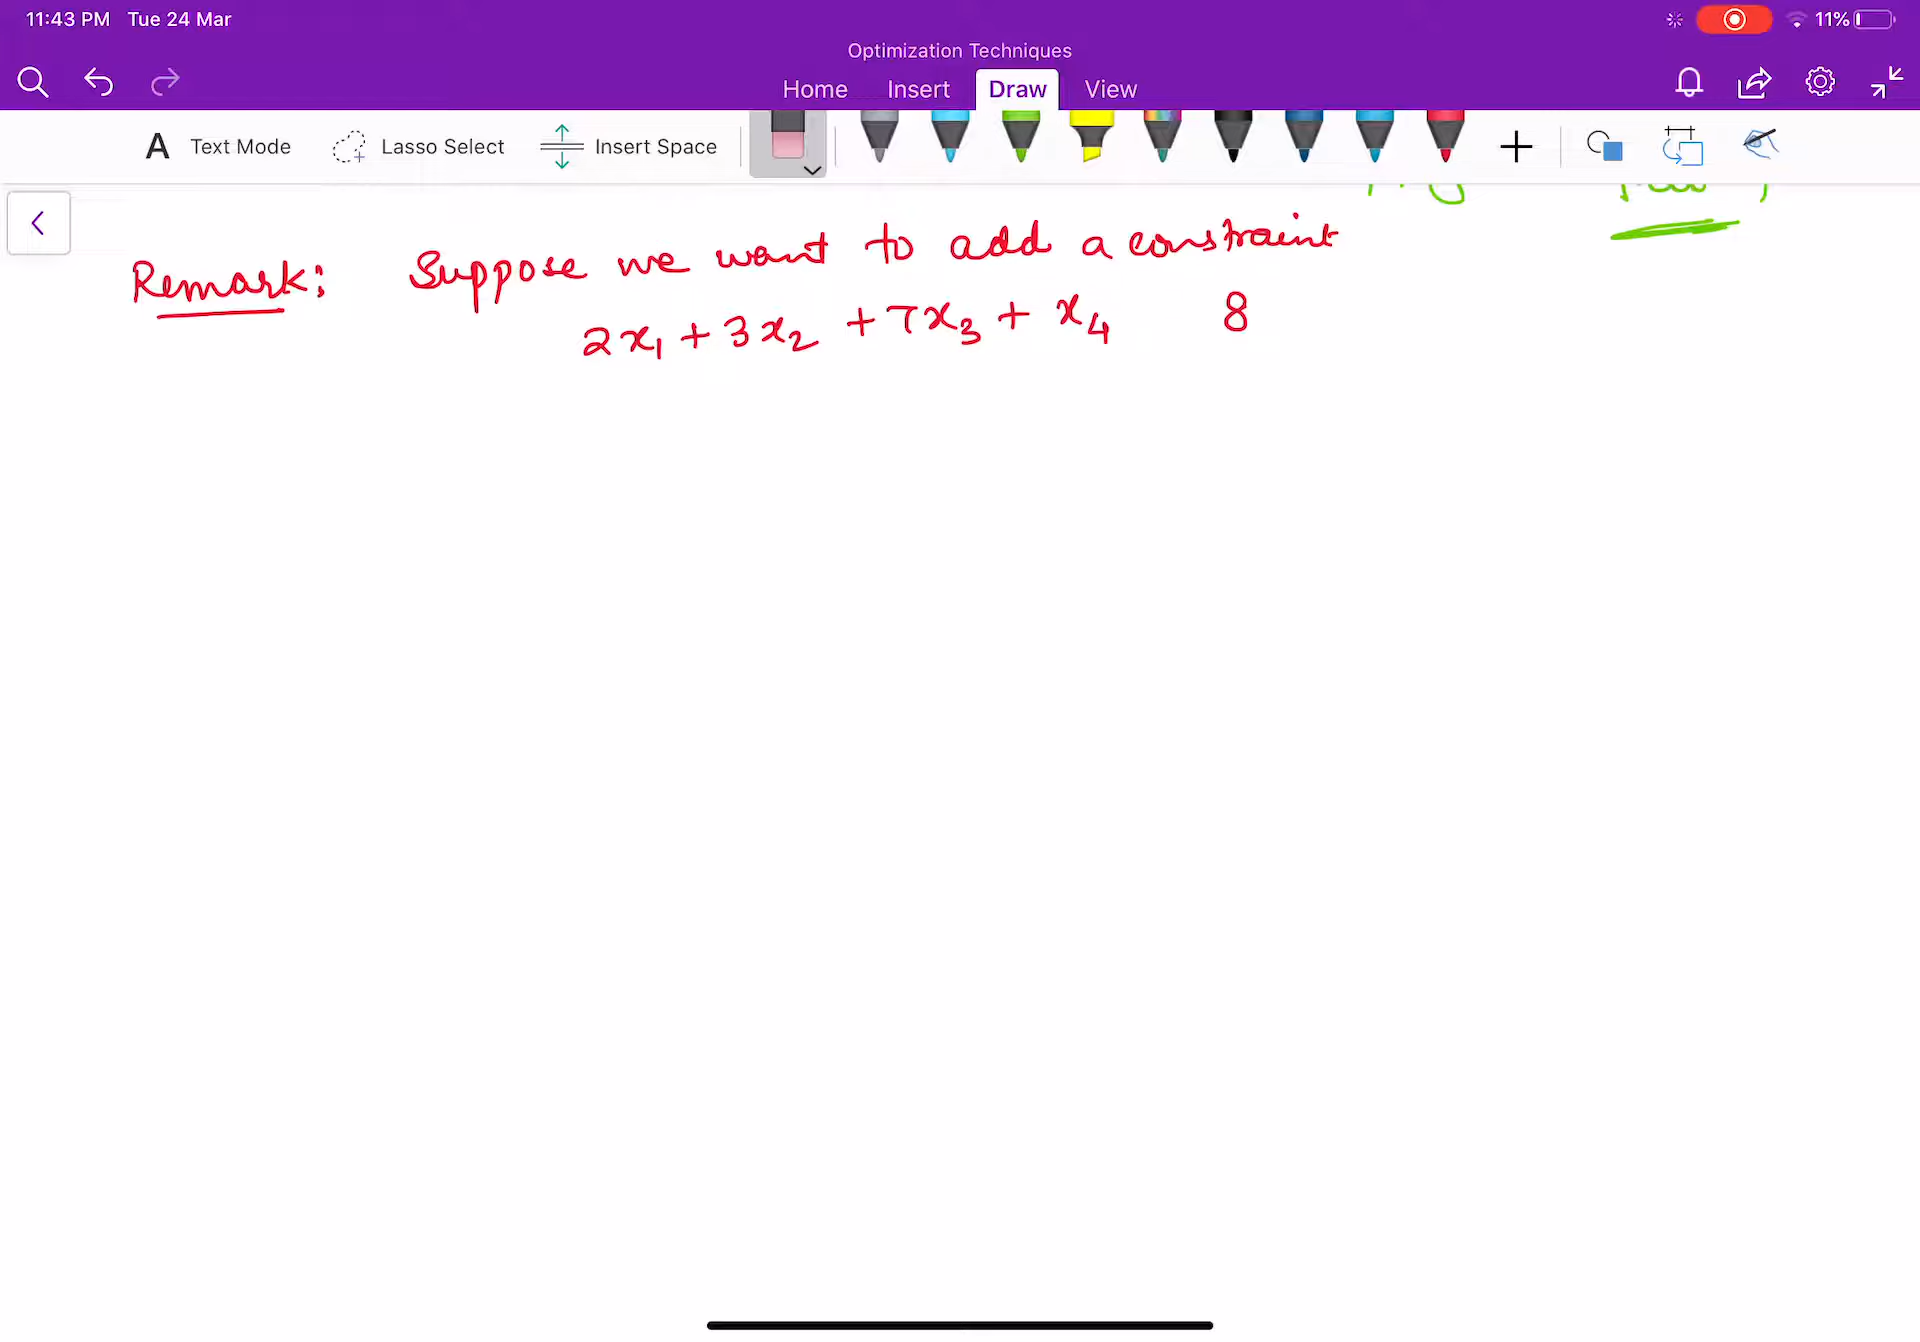 11:43 PM Tue 24 Mar
11%
Optimization Techniques
Home Insert Draw View
A Text Mode Lasso Select Insert Space
Remark: Suppose we want to add a constraint
2x₁ + 3x₂ + 7x₃ + x₄ 8